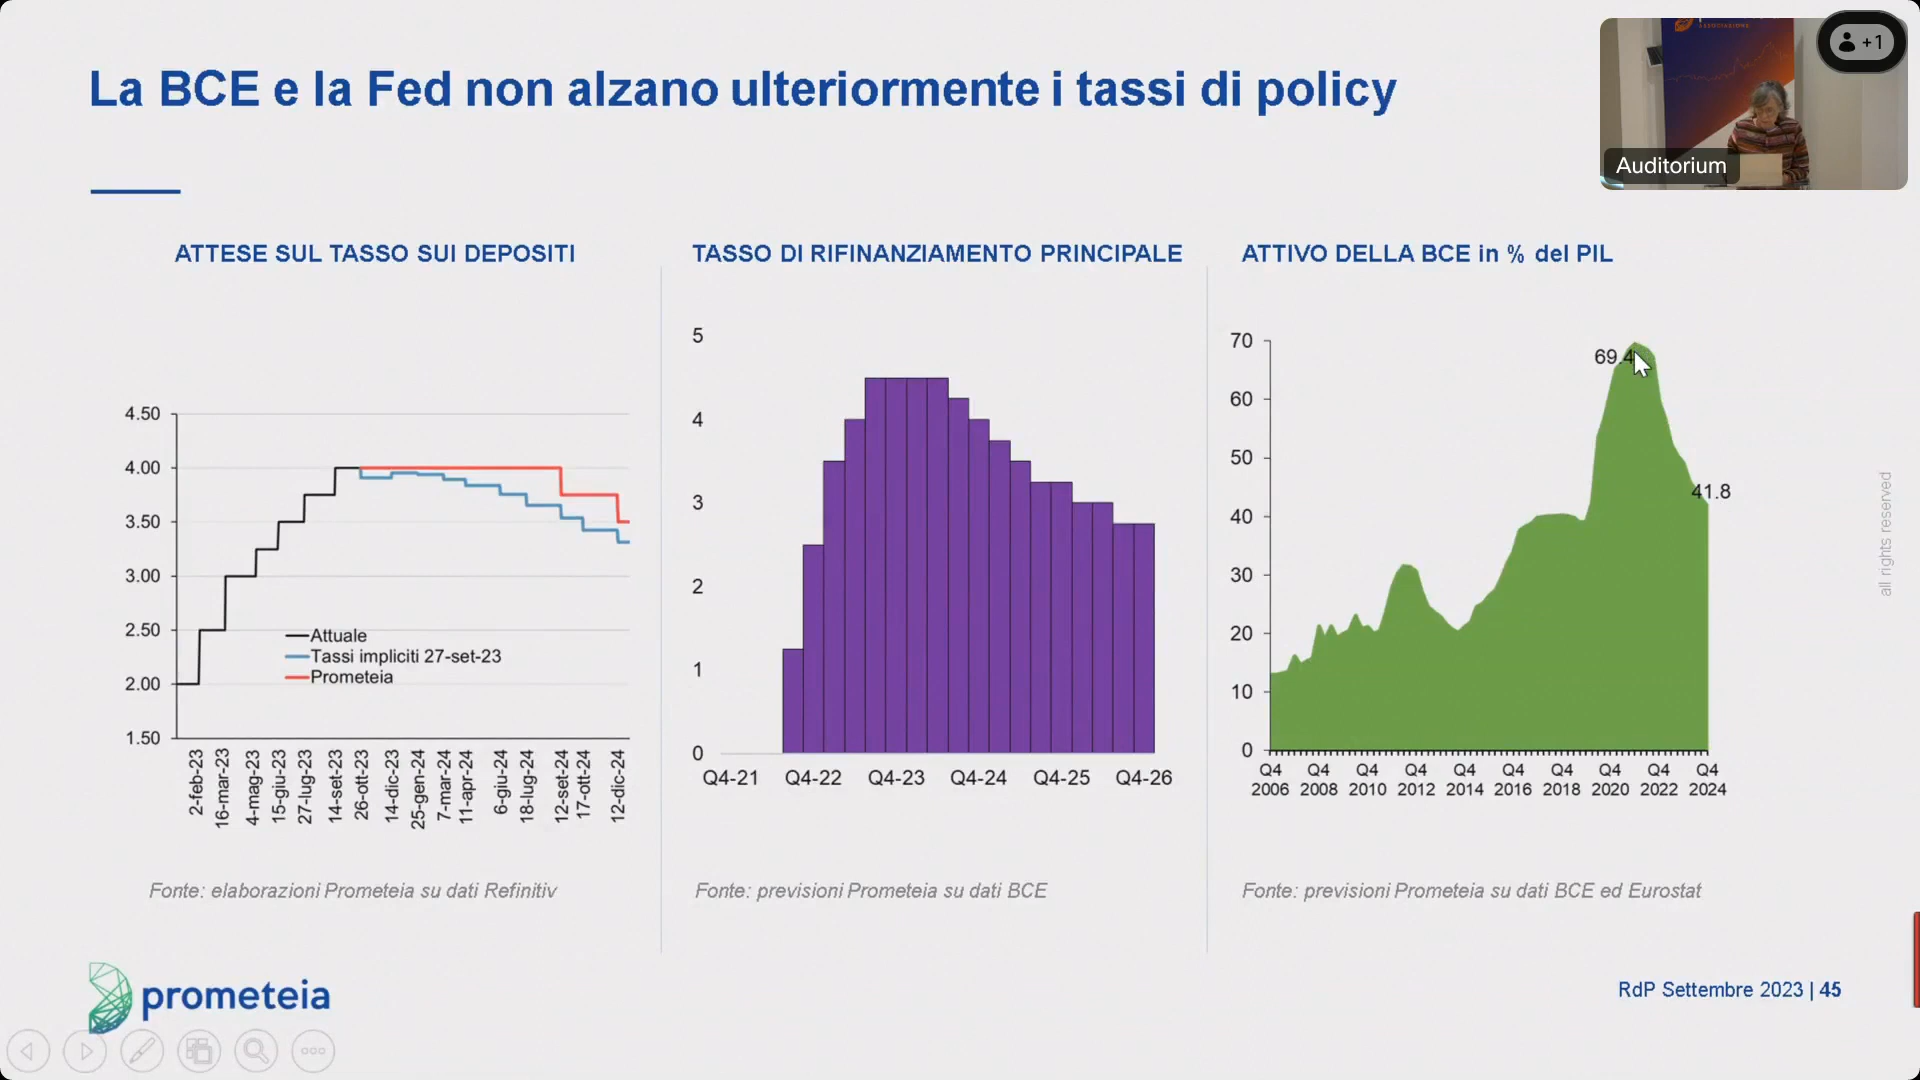 La BCE e la Fed non alzano ulteriormente i tassi di policy
+1
Auditorium
ATTESE SUL TASSO SUI DEPOSITI
4.50
4.00
3.50
3.00
2.50
2.00
1.50
Attuale
Tassi impliciti 27-set-23
Prometeia
2-feb-23
16-mar-23
4-mag-23
15-giu-23
27-lug-23
14-set-23
26-ott-23
14-dic-23
25-gen-24
7-mar-24
11-apr-24
6-giu-24
18-lug-24
12-set-24
17-ott-24
12-dic-24
Fonte: elaborazioni Prometeia su dati Refinitiv
TASSO DI RIFINANZIAMENTO PRINCIPALE
5
4
3
2
1
0
Q4-21 Q4-22 Q4-23 Q4-24 Q4-25 Q4-26
Fonte: previsioni Prometeia su dati BCE
ATTIVO DELLA BCE in % del PIL
70
60
50
40
30
20
10
0
69.4
41.8
Q4 Q4 Q4 Q4 Q4 Q4 Q4 Q4 Q4 Q4
2006 2008 2010 2012 2014 2016 2018 2020 2022 2024
Fonte: previsioni Prometeia su dati BCE ed Eurostat
all rights reserved
prometeia
RdP Settembre 2023 | 45